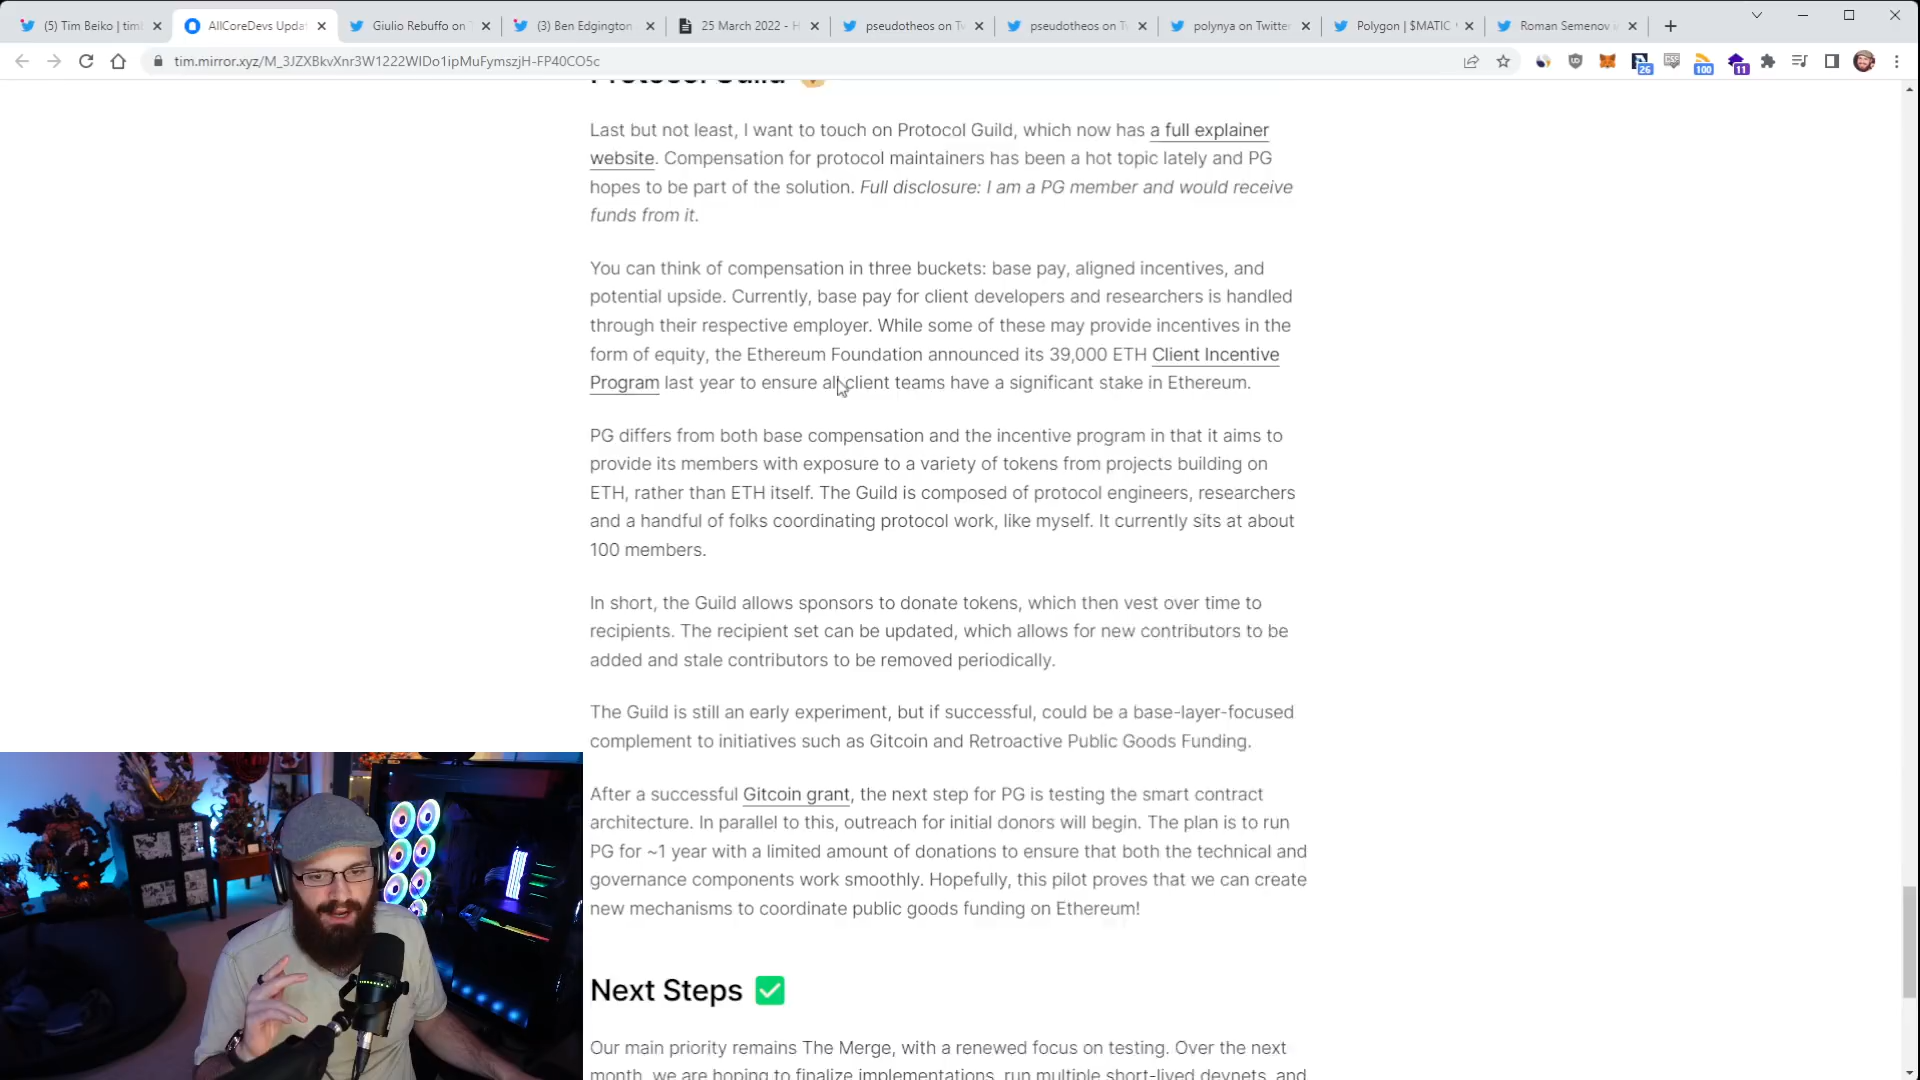 (5) Tim Beiko | timb
AllCoreDevs Updat
Giulio Rebuffo on T
(3) Ben Edgington
25 March 2022 - H
pseudotheos on Tw
pseudotheos on Tw
polynya on Twitter
Polygon | $MATIC
Roman Semenov
tim.mirror.xyz/M_3JZXBkvXnr3W1222WIDo1ipMuFymszjH-FP40CO5c
26
100
11
Protocol Guild
Last but not least, I want to touch on Protocol Guild, which now has a full explainer
website. Compensation for protocol maintainers has been a hot topic lately and PG
hopes to be part of the solution. Full disclosure: I am a PG member and would receive
funds from it.
You can think of compensation in three buckets: base pay, aligned incentives, and
potential upside. Currently, base pay for client developers and researchers is handled
through their respective employer. While some of these may provide incentives in the
form of equity, the Ethereum Foundation announced its 39,000 ETH Client Incentive
Program last year to ensure all client teams have a significant stake in Ethereum.
PG differs from both base compensation and the incentive program in that it aims to
provide its members with exposure to a variety of tokens from projects building on
ETH, rather than ETH itself. The Guild is composed of protocol engineers, researchers
and a handful of folks coordinating protocol work, like myself. It currently sits at about
100 members.
In short, the Guild allows sponsors to donate tokens, which then vest over time to
recipients. The recipient set can be updated, which allows for new contributors to be
added and stale contributors to be removed periodically.
The Guild is still an early experiment, but if successful, could be a base-layer-focused
complement to initiatives such as Gitcoin and Retroactive Public Goods Funding.
After a successful Gitcoin grant, the next step for PG is testing the smart contract
architecture. In parallel to this, outreach for initial donors will begin. The plan is to run
PG for ~1 year with a limited amount of donations to ensure that both the technical and
governance components work smoothly. Hopefully, this pilot proves that we can create
new mechanisms to coordinate public goods funding on Ethereum!
Next Steps ✅
Our main priority remains The Merge, with a renewed focus on testing. Over the next
month, we are hoping to finalize implementations, run multiple short-lived devnets, and